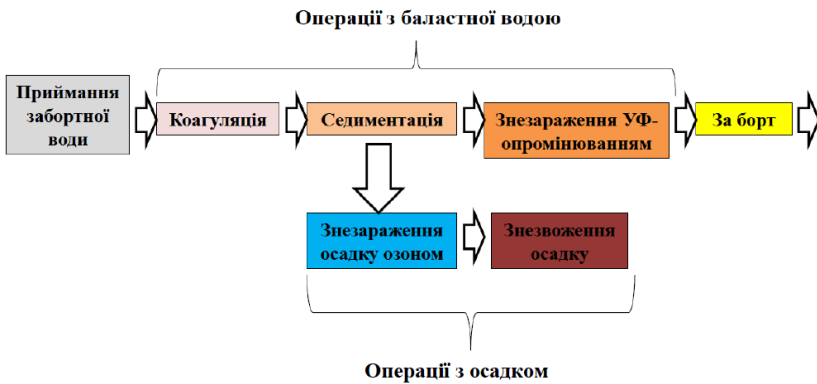 Операції з баластної водою
Приймання
забортної
води
Коагуляція
Седиментація
Знезараження УФ-
опромінюванням
За борт
Знезараження
осадку озоном
Знезвоження
осадку
Операції з осадком